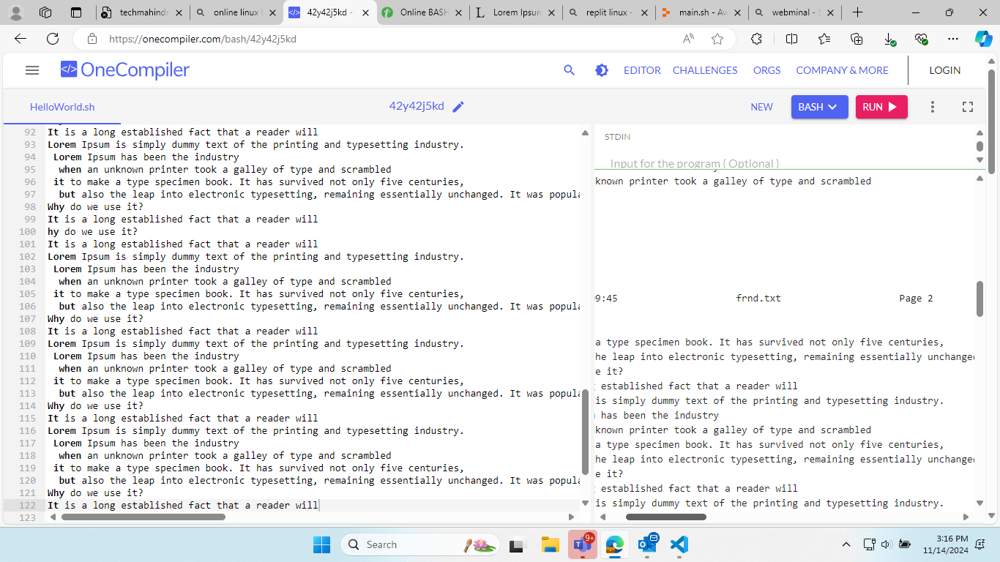 techmahindr
online linux
42y42j5kd -
Online BASH
Lorem Ipsum
replit linux -
main.sh - Aw
webminal - S
https://onecompiler.com/bash/42y42j5kd
OneCompiler
EDITOR CHALLENGES ORGS COMPANY & MORE LOGIN
HelloWorld.sh
42y42j5kd
NEW BASH RUN
92 It is a long established fact that a reader will
93 Lorem Ipsum is simply dummy text of the printing and typesetting industry.
94 Lorem Ipsum has been the industry
95 when an unknown printer took a galley of type and scrambled
96 it to make a type specimen book. It has survived not only five centuries,
97 but also the leap into electronic typesetting, remaining essentially unchanged. It was popula
98 Why do we use it?
99 It is a long established fact that a reader will
100 hy do we use it?
101 It is a long established fact that a reader will
102 Lorem Ipsum is simply dummy text of the printing and typesetting industry.
103 Lorem Ipsum has been the industry
104 when an unknown printer took a galley of type and scrambled
105 it to make a type specimen book. It has survived not only five centuries,
106 but also the leap into electronic typesetting, remaining essentially unchanged. It was popula
107 Why do we use it?
108 It is a long established fact that a reader will
109 Lorem Ipsum is simply dummy text of the printing and typesetting industry.
110 Lorem Ipsum has been the industry
111 when an unknown printer took a galley of type and scrambled
112 it to make a type specimen book. It has survived not only five centuries,
113 but also the leap into electronic typesetting, remaining essentially unchanged. It was popula
114 Why do we use it?
115 It is a long established fact that a reader will
116 Lorem Ipsum is simply dummy text of the printing and typesetting industry.
117 Lorem Ipsum has been the industry
118 when an unknown printer took a galley of type and scrambled
119 it to make a type specimen book. It has survived not only five centuries,
120 but also the leap into electronic typesetting, remaining essentially unchanged. It was popula
121 Why do we use it?
122 It is a long established fact that a reader will
123
STDIN
Input for the program ( Optional )
known printer took a galley of type and scrambled
9:45 frnd.txt Page 2
a type specimen book. It has survived not only five centuries,
he leap into electronic typesetting, remaining essentially unchanged
e it?
established fact that a reader will
is simply dummy text of the printing and typesetting industry.
has been the industry
known printer took a galley of type and scrambled
a type specimen book. It has survived not only five centuries,
he leap into electronic typesetting, remaining essentially unchanged
e it?
established fact that a reader will
is simply dummy text of the printing and typesetting industry.
Search
9+
3:16 PM
11/14/2024